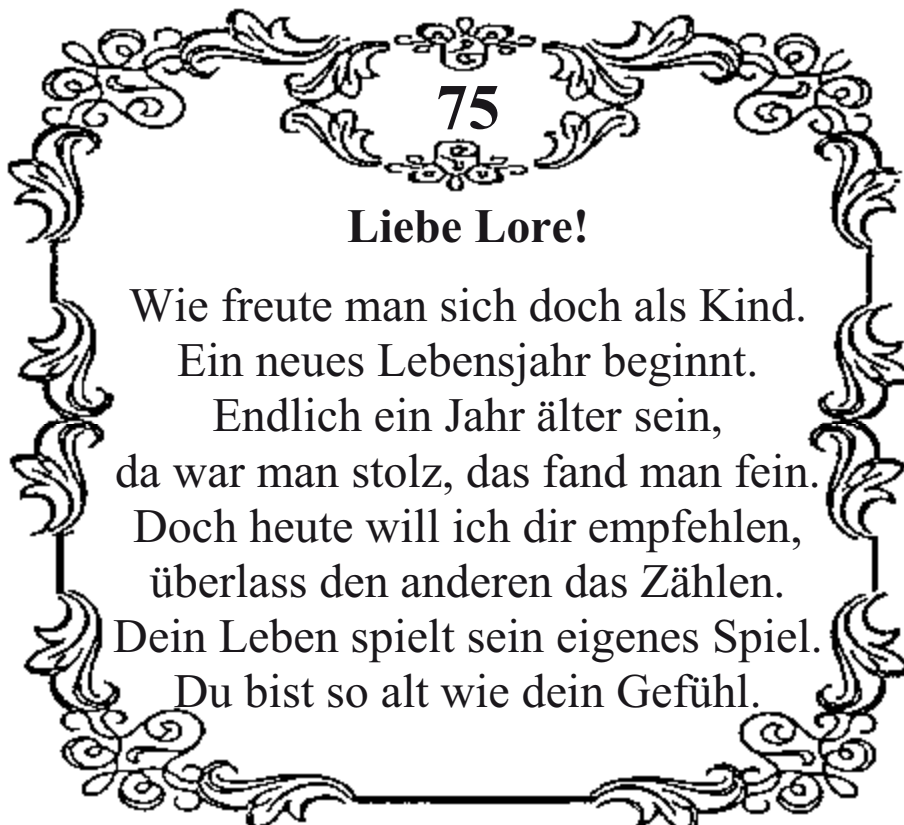 75
Liebe Lore!
Wie freute man sich doch als Kind.
Ein neues Lebensjahr beginnt.
Endlich ein Jahr älter sein,
da war man stolz, das fand man fein.
Doch heute will ich dir empfehlen,
überlass den anderen das Zählen.
Dein Leben spielt sein eigenes Spiel.
Du bist so alt wie dein Gefühl.